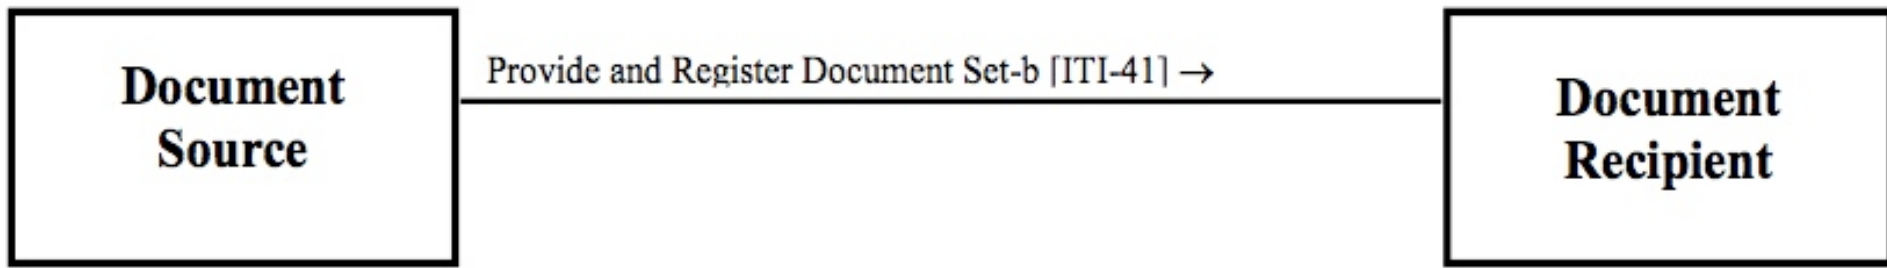 Document
Source
Provide and Register Document Set-b [ITI-41] →
Document
Recipient